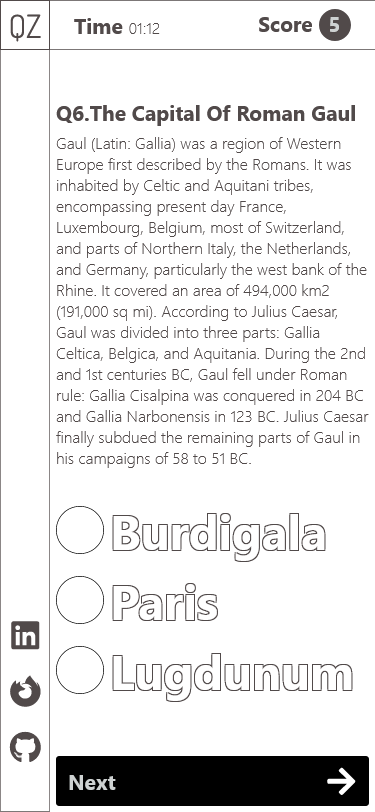 QZ
Time 01:12
Score 5
Q6.The Capital Of Roman Gaul
Gaul (Latin: Gallia) was a region of Western
Europe first described by the Romans. It was
inhabited by Celtic and Aquitani tribes,
encompassing present day France,
Luxembourg, Belgium, most of Switzerland,
and parts of Northern Italy, the Netherlands,
and Germany, particularly the west bank of the
Rhine. It covered an area of 494,000 km2
(191,000 sq mi). According to Julius Caesar,
Gaul was divided into three parts: Gallia
Celtica, Belgica, and Aquitania. During the 2nd
and 1st centuries BC, Gaul fell under Roman
rule: Gallia Cisalpina was conquered in 204 BC
and Gallia Narbonensis in 123 BC. Julius Caesar
finally subdued the remaining parts of Gaul in
his campaigns of 58 to 51 BC.
Burdigala
Paris
Lugdunum
in
Next